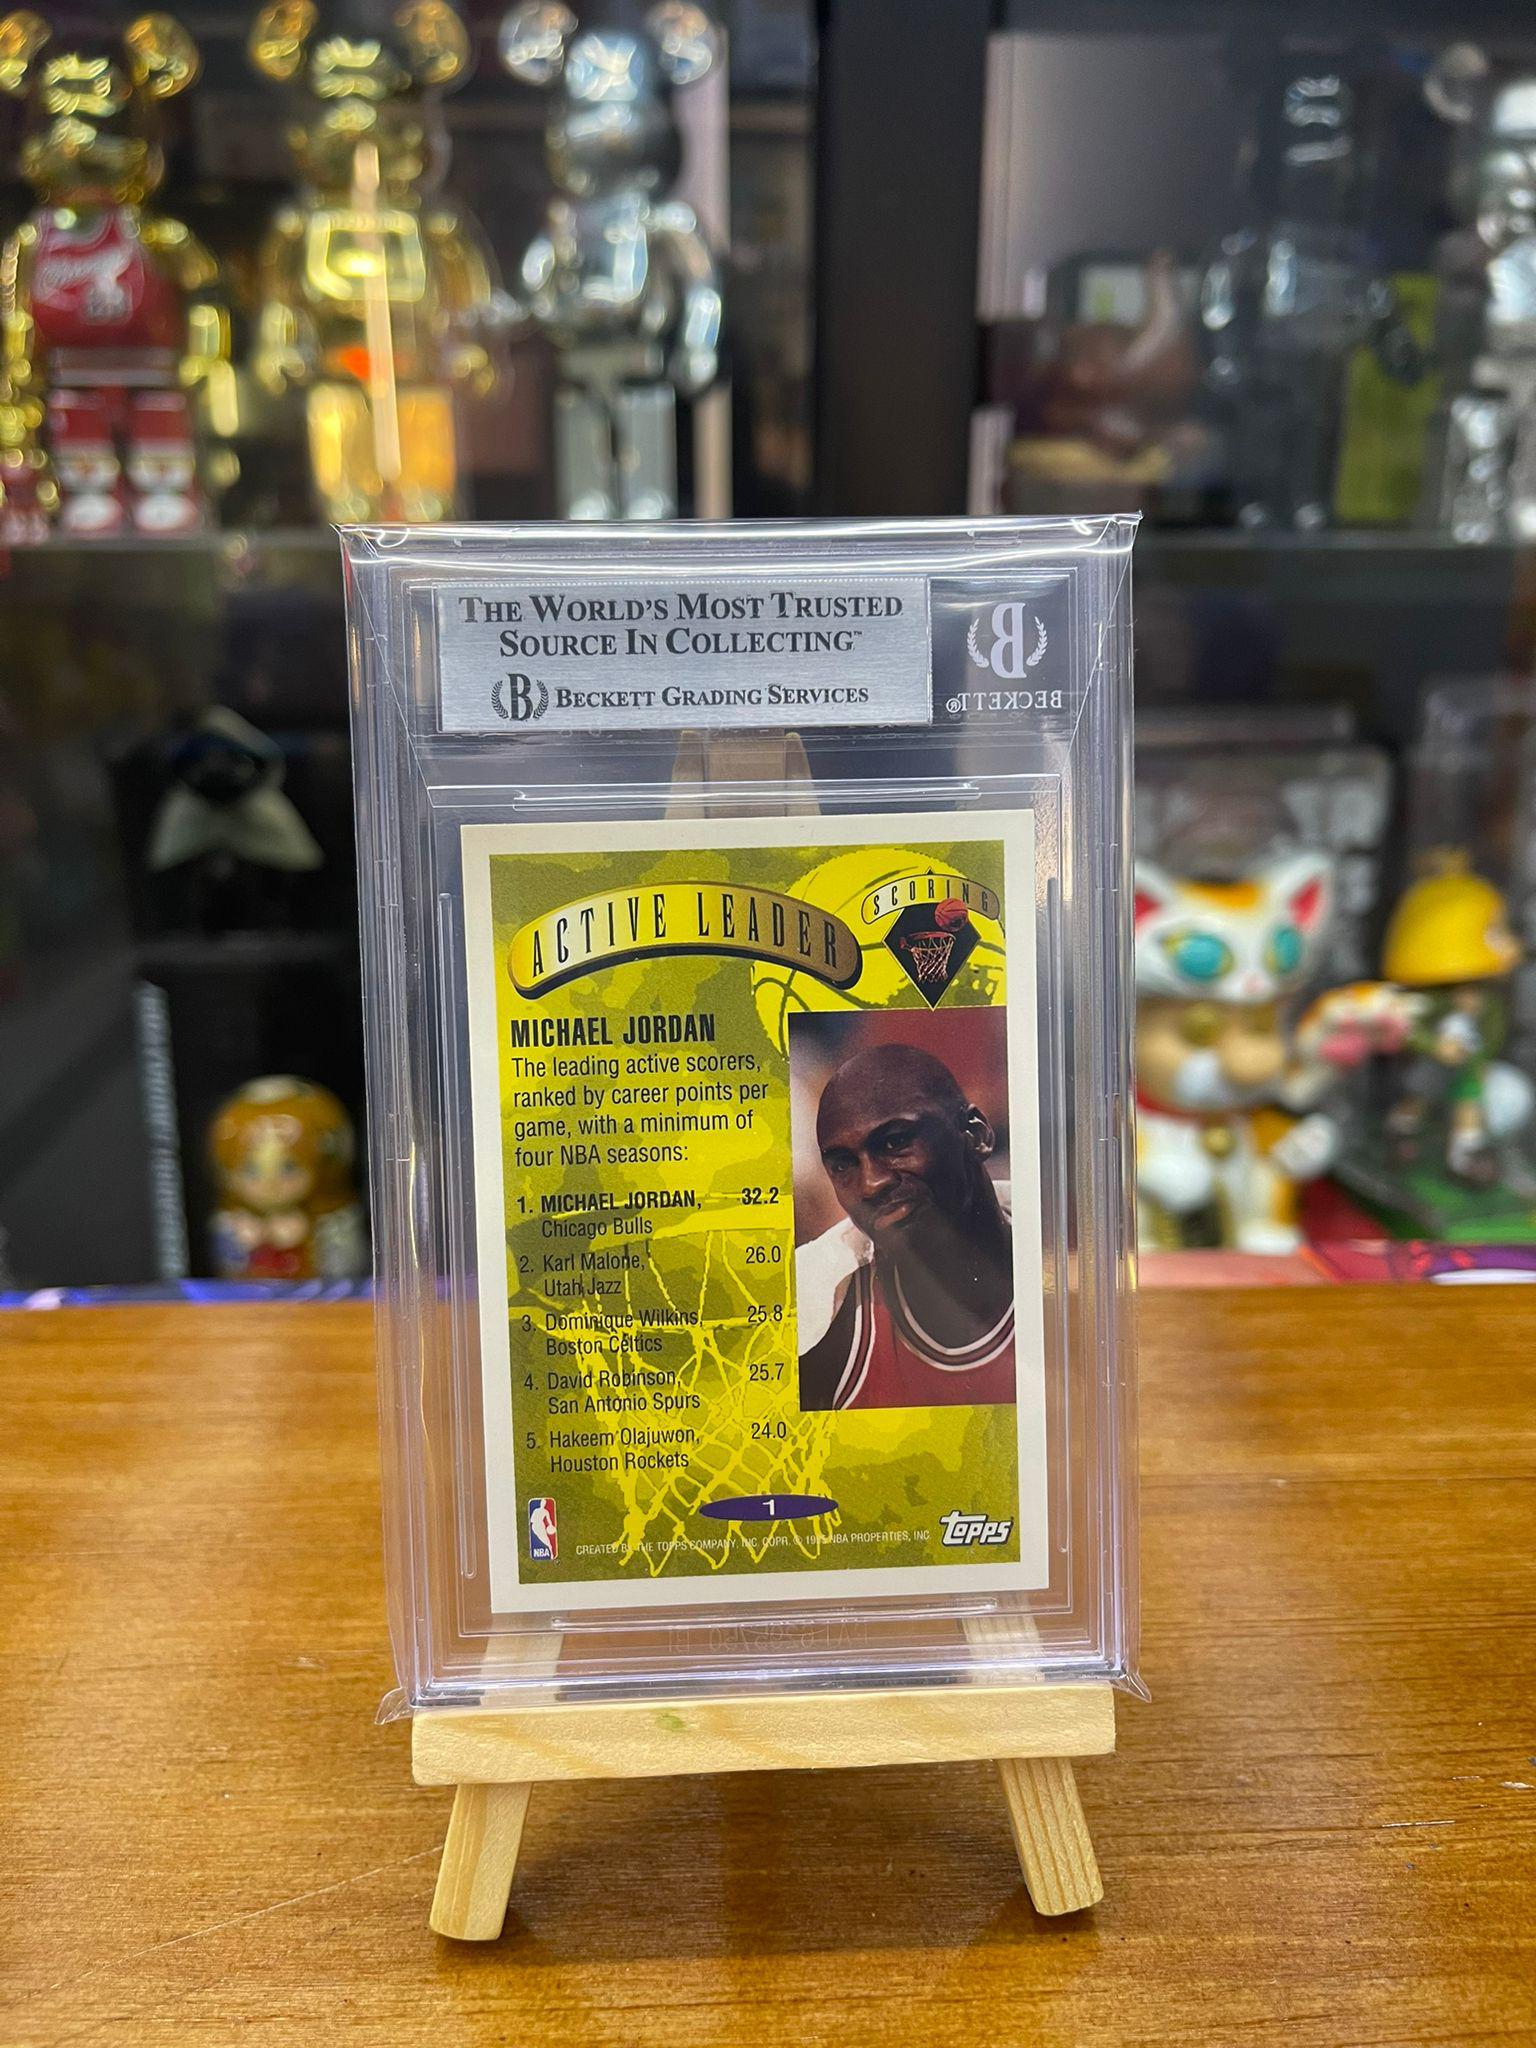 THE WORLD'S MOST TRUSTED
SOURCE IN COLLECTING™
B BECKETT GRADING SERVICES
B
BECKETT®
ACTIVE LEADER
SCORING
MICHAEL JORDAN
The leading active scorers,
ranked by career points per
game, with a minimum of
four NBA seasons:
1. MICHAEL JORDAN, 32.2
Chicago Bulls
2. Karl Malone, 26.0
Utah Jazz
3. Dominique Wilkins, 25.8
Boston Celtics
4. David Robinson, 25.7
San Antonio Spurs
5. Hakeem Olajuwon, 24.0
Houston Rockets
1
NBA
CREATED BY THE TOPPS COMPANY, INC. COPR. © 1995 NBA PROPERTIES, INC.
TOPPS